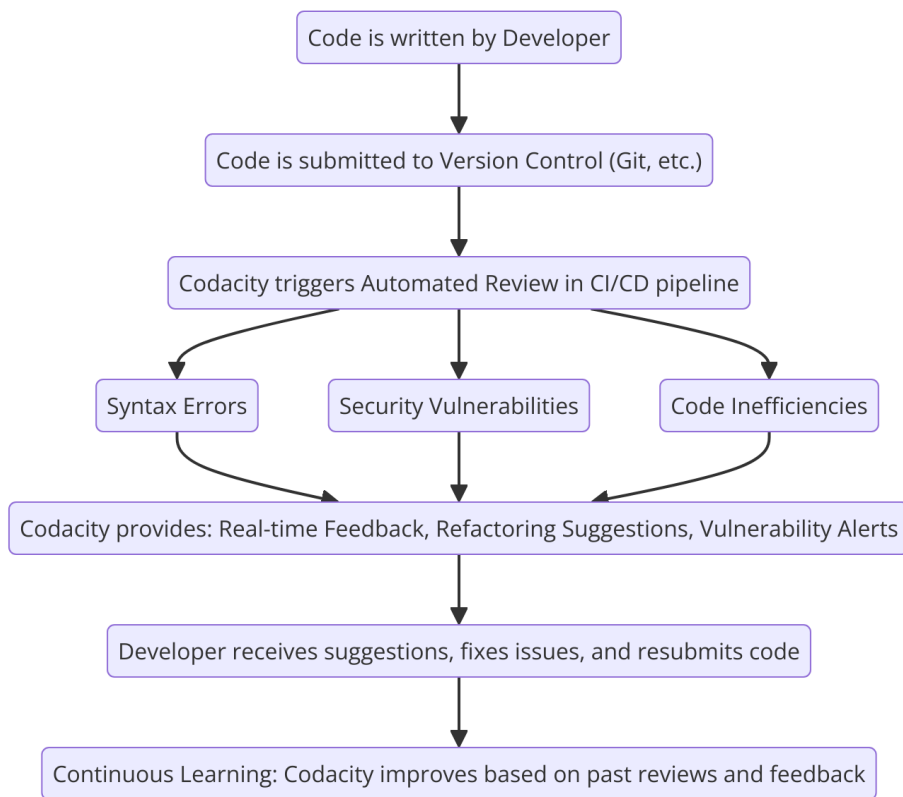 Code is written by Developer
Code is submitted to Version Control (Git, etc.)
Codacity triggers Automated Review in CI/CD pipeline
Syntax Errors
Security Vulnerabilities
Code Inefficiencies
Codacity provides: Real-time Feedback, Refactoring Suggestions, Vulnerability Alerts
Developer receives suggestions, fixes issues, and resubmits code
Continuous Learning: Codacity improves based on past reviews and feedback